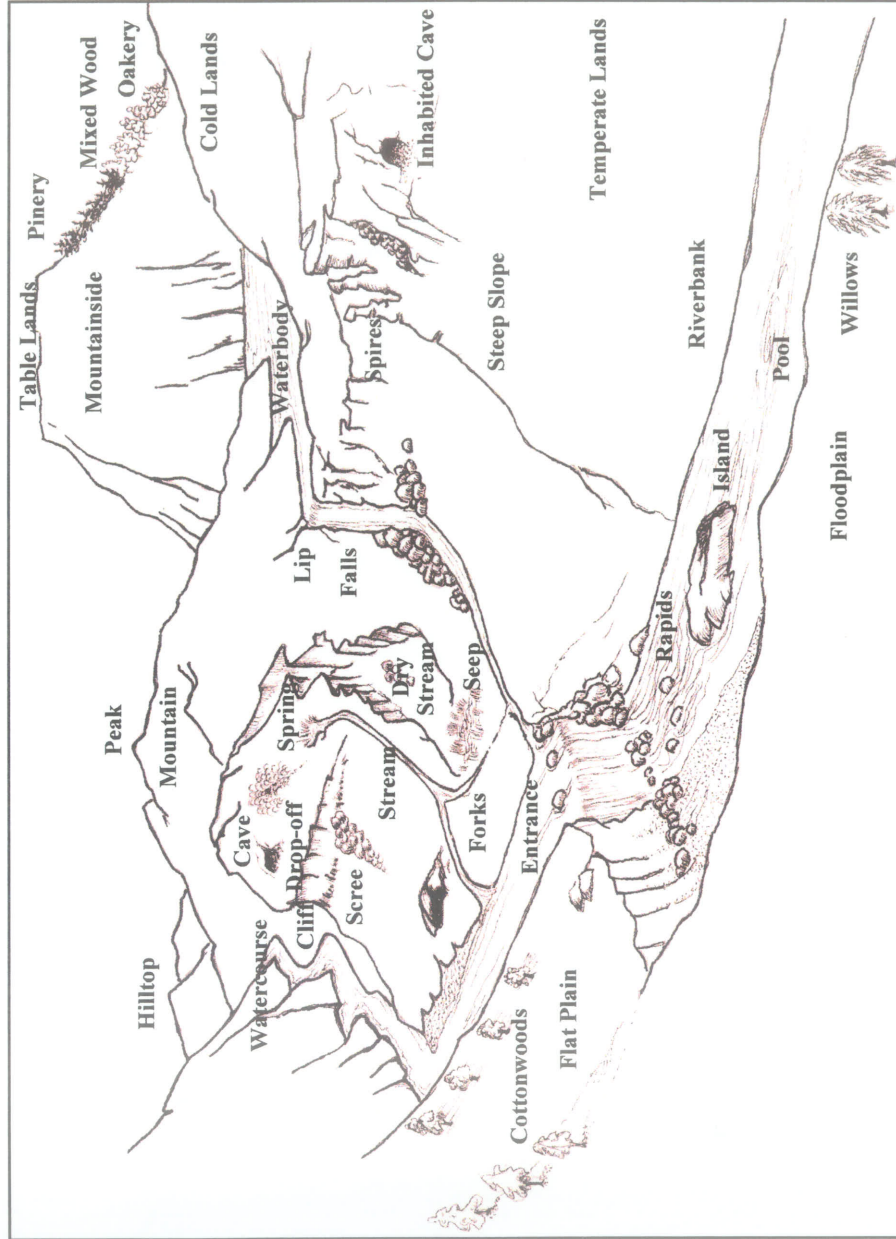 Table Lands
Pinery
Mixed Wood
Oakery
Peak
Hilltop
Mountain
Mountainside
Cold Lands
Watercourse
Cave
Spring
Lip
Waterbody
Cliff
Drop-off
Falls
Scree
Stream
Dry
Stream
Spires
Inhabited Cave
Seep
Forks
Steep Slope
Entrance
Cottonwoods
Flat Plain
Temperate Lands
Rapids
Riverbank
Island
Pool
Floodplain
Willows